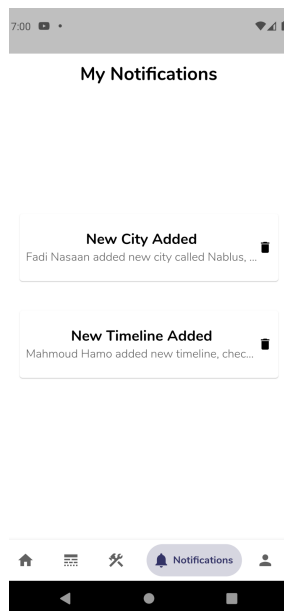 7:00
My Notifications
New City Added
Fadi Nasaan added new city called Nablus, ...
New Timeline Added
Mahmoud Hamo added new timeline, chec...
Notifications